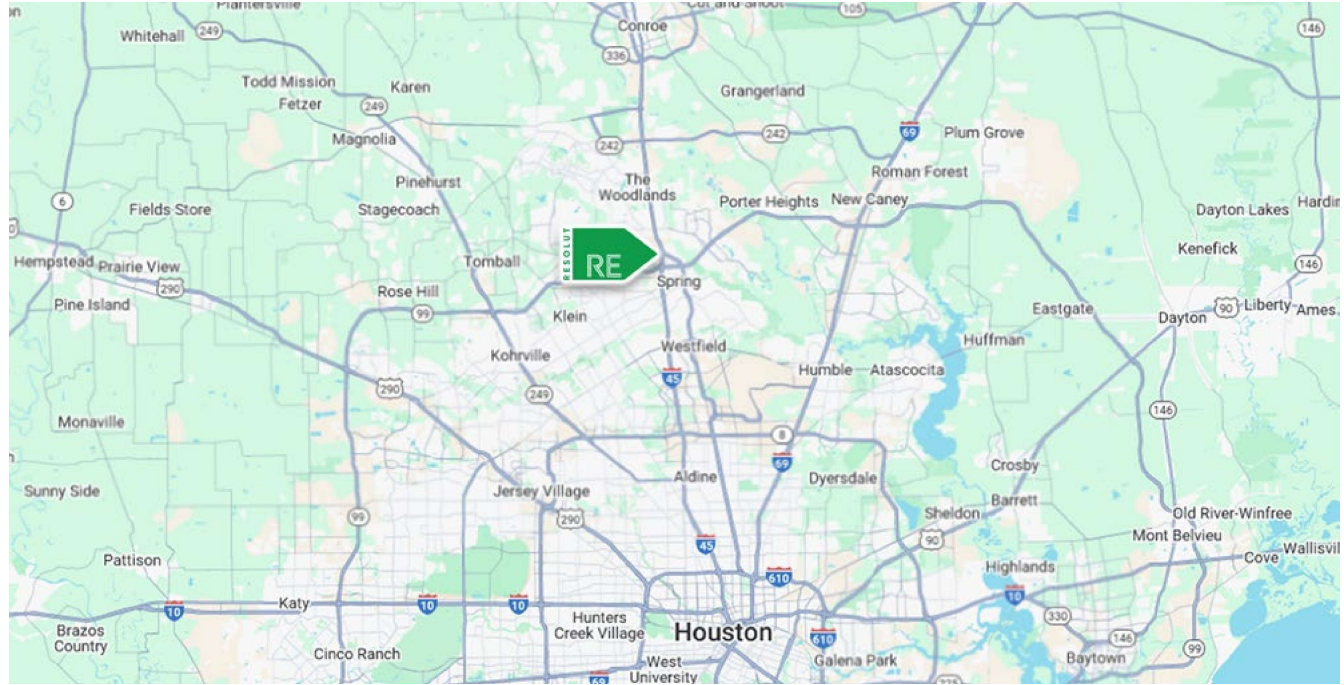 Plantersville
Cut and Shoot
105
249
Conroe
146
Whitehall
336
Todd Mission
Karen
Grangerland
Fetzer
249
Magnolia
242
69
Plum Grove
242
Pinehurst
The
Woodlands
Roman Forest
6
Fields Store
Stagecoach
Porter Heights
New Caney
Dayton Lakes
RESOLUT
RE
Kenefick
Hempstead
Prairie View
Tomball
146
290
Rose Hill
Spring
Pine Island
99
Klein
Eastgate
90
Liberty
Ames
Dayton
Kohrville
Westfield
Huffman
45
Humble
Atascocita
290
249
146
Monaville
8
69
Aldine
Dyersdale
Crosby
Sunny Side
Jersey Village
Barrett
99
290
Sheldon
Old River-Winfree
45
90
Mont Belvieu
Pattison
Highlands
Cove
610
10
Katy
10
10
10
Hunters
Creek Village
Houston
330
Brazos
Country
610
146
Cinco Ranch
West
University
Galena Park
Baytown
99
69